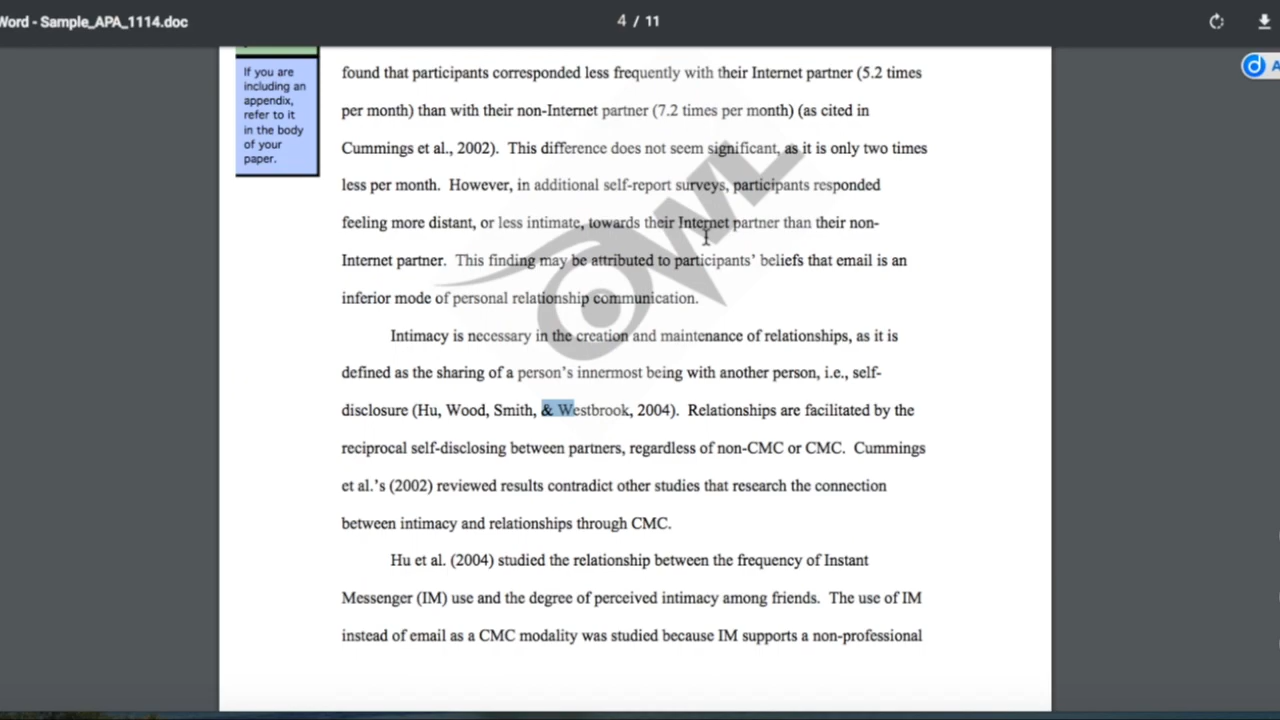 Word - Sample_APA_1114.doc
4 / 11
If you are
including an
appendix,
refer to it
in the body
of your
paper.
found that participants corresponded less frequently with their Internet partner (5.2 times
per month) than with their non-Internet partner (7.2 times per month) (as cited in
Cummings et al., 2002).  This difference does not seem significant, as it is only two times
less per month.  However, in additional self-report surveys, participants responded
feeling more distant, or less intimate, towards their Internet partner than their non-
Internet partner.  This finding may be attributed to participants’ beliefs that email is an
inferior mode of personal relationship communication.
Intimacy is necessary in the creation and maintenance of relationships, as it is
defined as the sharing of a person’s innermost being with another person, i.e., self-
disclosure (Hu, Wood, Smith, & Westbrook, 2004).  Relationships are facilitated by the
reciprocal self-disclosing between partners, regardless of non-CMC or CMC.  Cummings
et al.’s (2002) reviewed results contradict other studies that research the connection
between intimacy and relationships through CMC.
Hu et al. (2004) studied the relationship between the frequency of Instant
Messenger (IM) use and the degree of perceived intimacy among friends.  The use of IM
instead of email as a CMC modality was studied because IM supports a non-professional
OWL
A